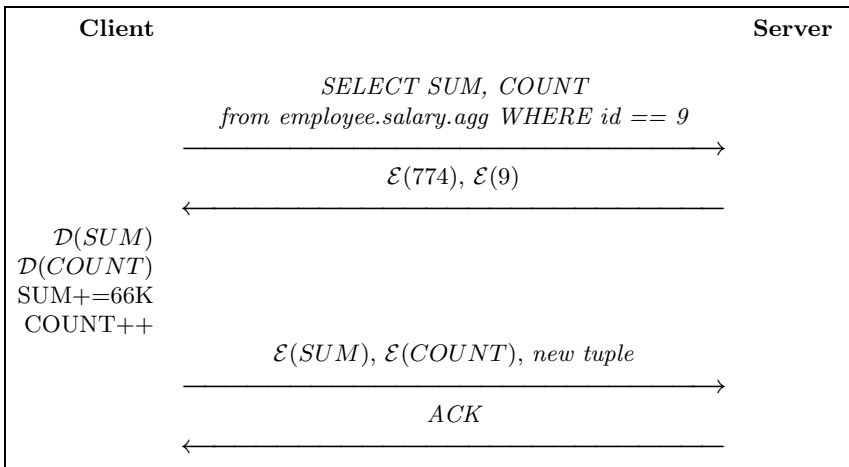 Client Server
SELECT SUM, COUNT
from employee.salary.agg WHERE id == 9
ℰ(774), ℰ(9)
𝒟(SUM)
𝒟(COUNT)
SUM+=66K
COUNT++
ℰ(SUM), ℰ(COUNT), new tuple
ACK